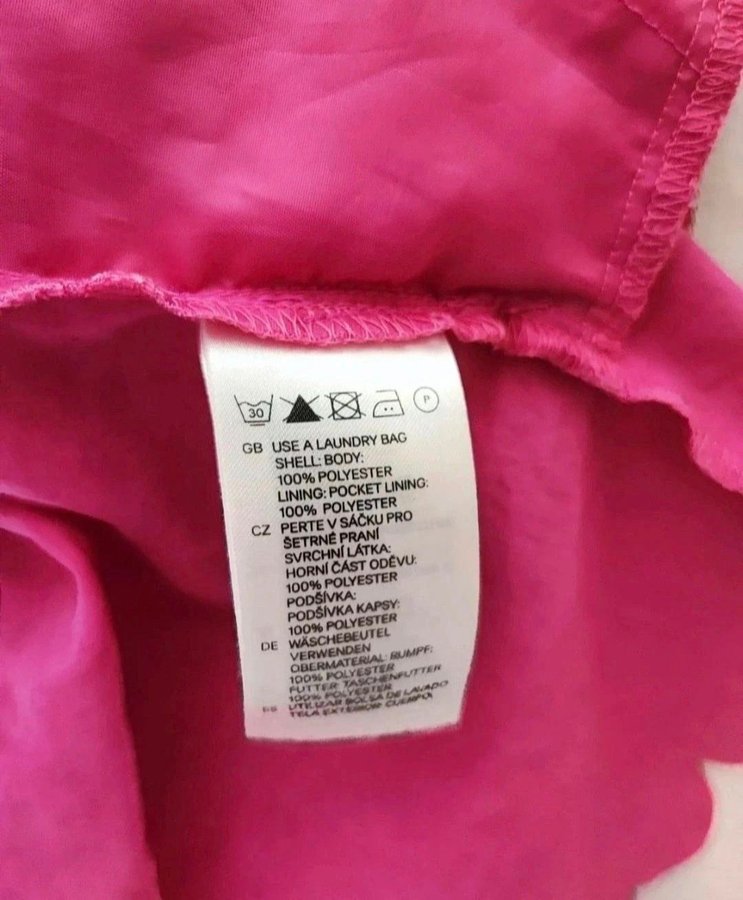 30 P
GB USE A LAUNDRY BAG
SHELL: BODY:
100% POLYESTER
LINING: POCKET LINING:
100% POLYESTER
CZ PERTE V SÁČKU PRO
ŠETRNÉ PRANÍ
SVRCHNÍ LÁTKA:
HORNÍ ČÁST ODĚVU:
100% POLYESTER
PODŠÍVKA:
PODŠÍVKA KAPSY:
100% POLYESTER
DE WÄSCHEBEUTEL
VERWENDEN
OBERMATERIAL: RUMPF:
100% POLYESTER
FUTTER: TASCHENFUTTER
100% POLYESTER
UTILIZAR BOLSA DE LAVADO
TELA EXTERIOR: CUERPO: